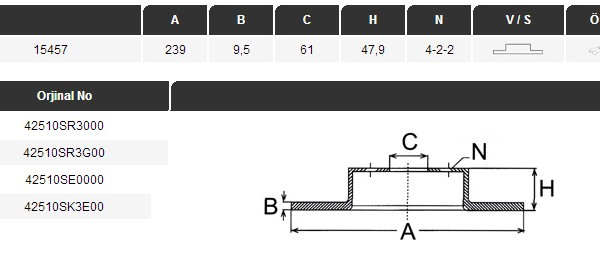 A B C H N V / S Ö
15457 239 9,5 61 47,9 4-2-2
Orjinal No
42510SR3000
42510SR3G00
42510SE0000
42510SK3E00
C
N
H
B
A